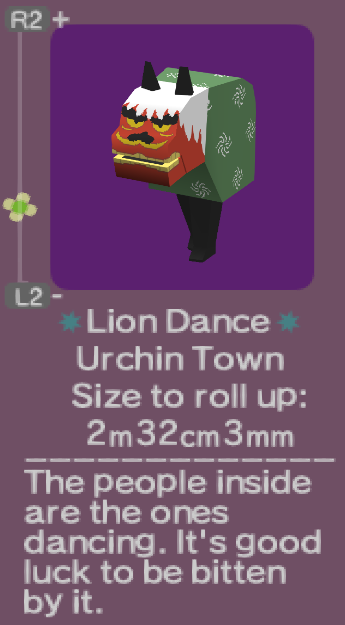 R2 +
L2 -
Lion Dance
Urchin Town
Size to roll up:
2m32cm3mm
The people inside
are the ones
dancing. It's good
luck to be bitten
by it.